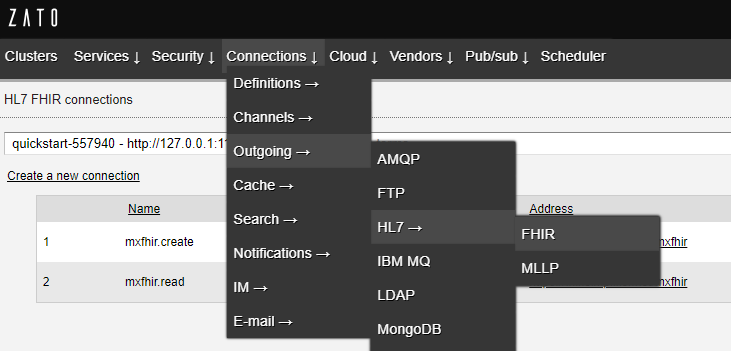 ZATO
Clusters Services ↓ Security ↓ Connections ↓ Cloud ↓ Vendors ↓ Pub/sub ↓ Scheduler
HL7 FHIR connections
Definitions →
Channels →
quickstart-557940 - http://127.0.0.1:1
Outgoing →
AMQP
Create a new connection
Cache →
FTP
Name
Address
Search →
HL7 →
FHIR
1 mxfhir.create
mxfhir
Notifications →
IBM MQ
MLLP
2 mxfhir.read
mxfhir
IM →
LDAP
E-mail →
MongoDB